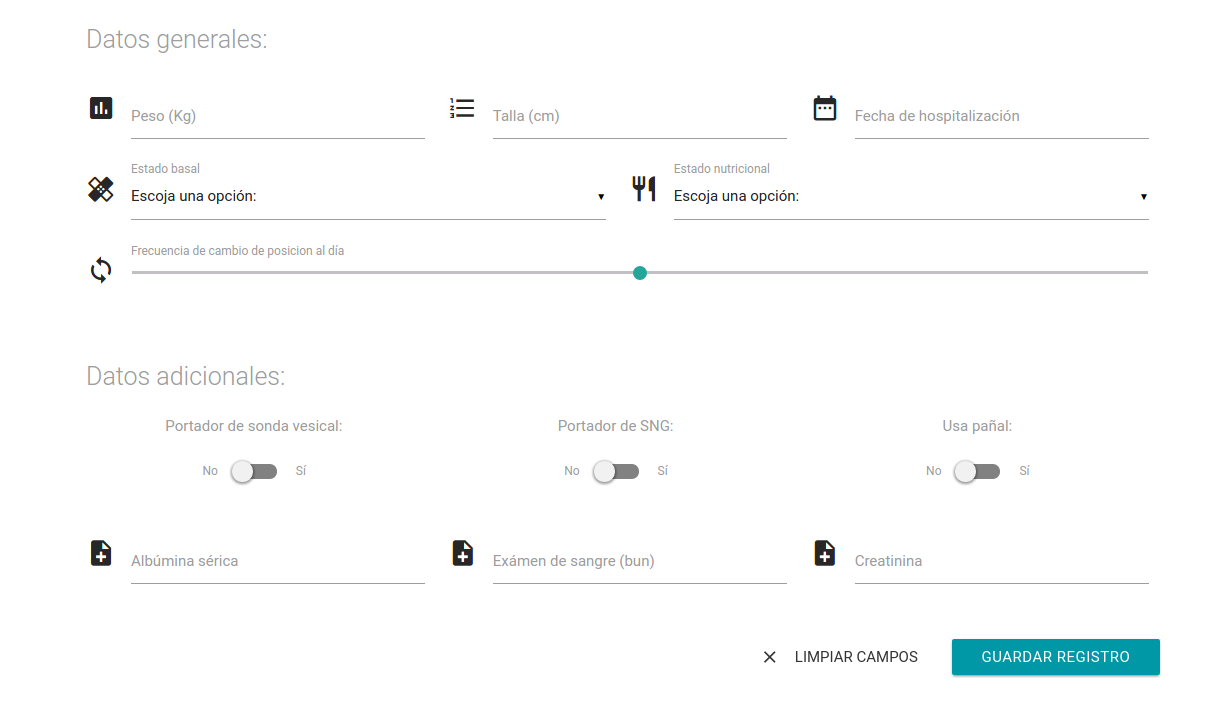 Datos generales:
Peso (Kg)
Talla (cm)
Fecha de hospitalización
Estado basal
Estado nutricional
Escoja una opción:
Escoja una opción:
Frecuencia de cambio de posicion al día
Datos adicionales:
Portador de sonda vesical:
Portador de SNG:
Usa pañal:
No Sí
No Sí
No Sí
Albúmina sérica
Exámen de sangre (bun)
Creatinina
LIMPIAR CAMPOS
GUARDAR REGISTRO